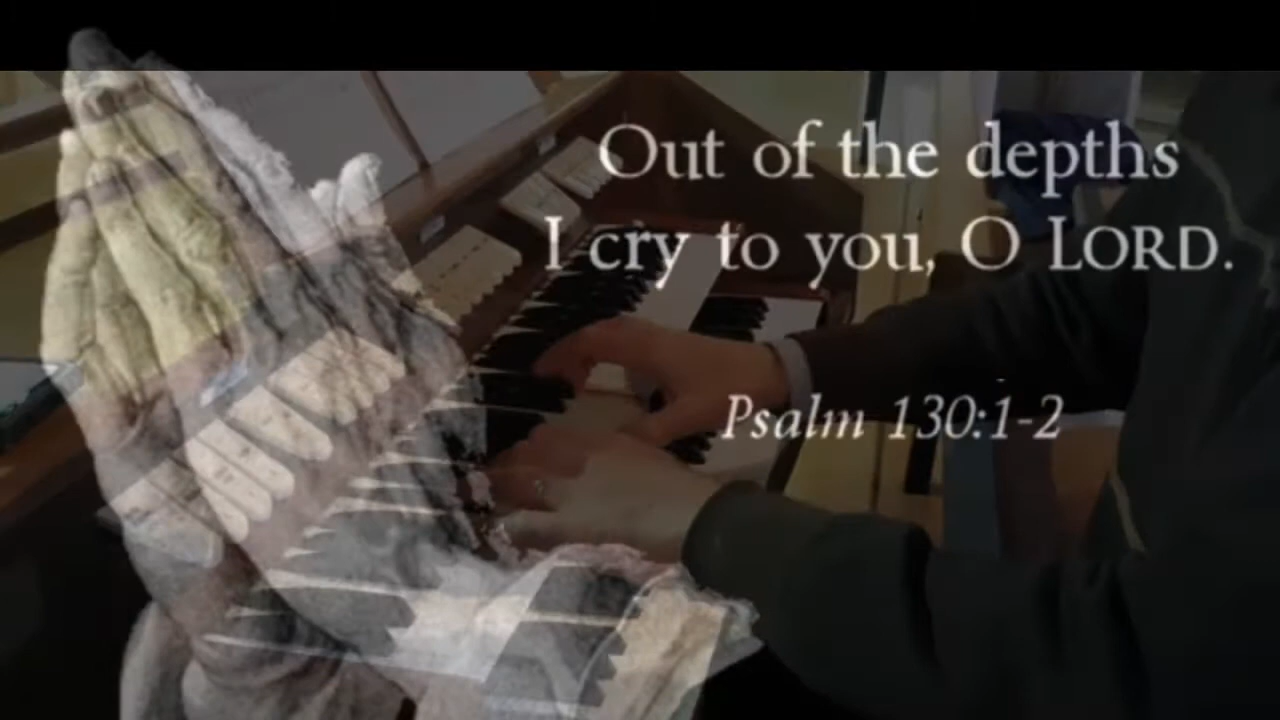 Out of the depths
I cry to you, O LORD.
Psalm 130:1-2